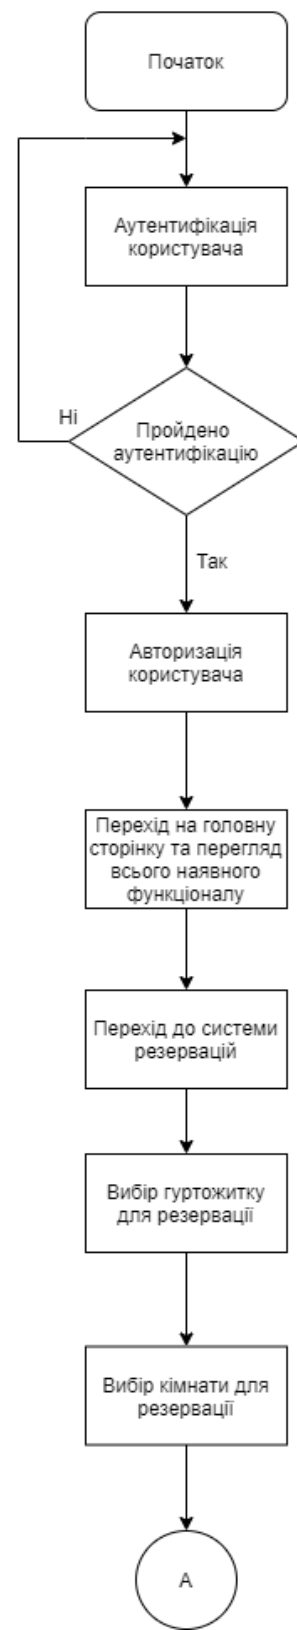 Початок
Аутентифікація
користувача
Ні
Пройдено
аутентифікацію
Так
Авторизація
користувача
Перехід на головну
сторінку та перегляд
всього наявного
функціоналу
Перехід до системи
резервацій
Вибір гуртожитку
для резервації
Вибір кімнати для
резервації
А